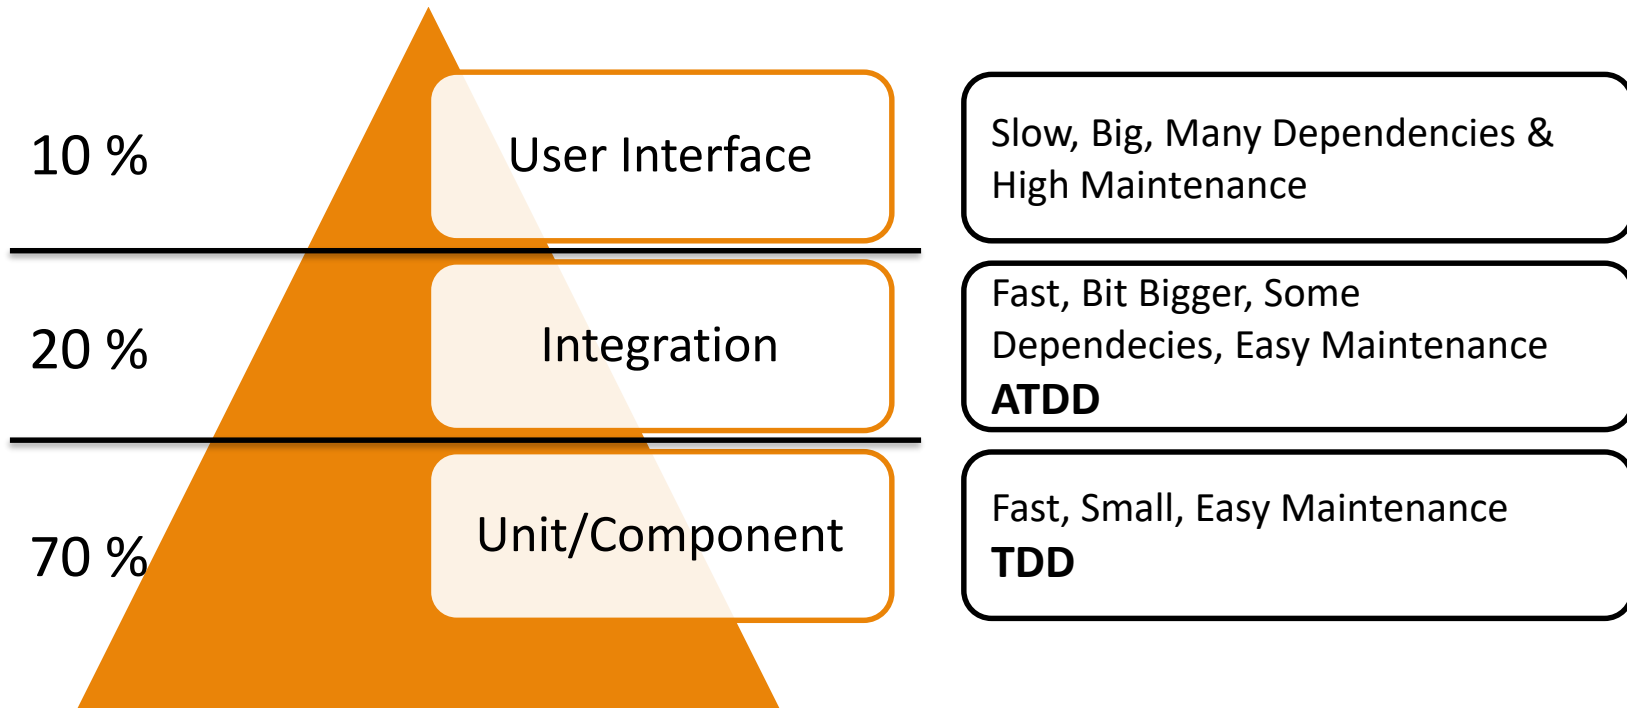 10 %
User Interface
Slow, Big, Many Dependencies &
High Maintenance
20 %
Integration
Fast, Bit Bigger, Some
Dependecies, Easy Maintenance
ATDD
70 %
Unit/Component
Fast, Small, Easy Maintenance
TDD